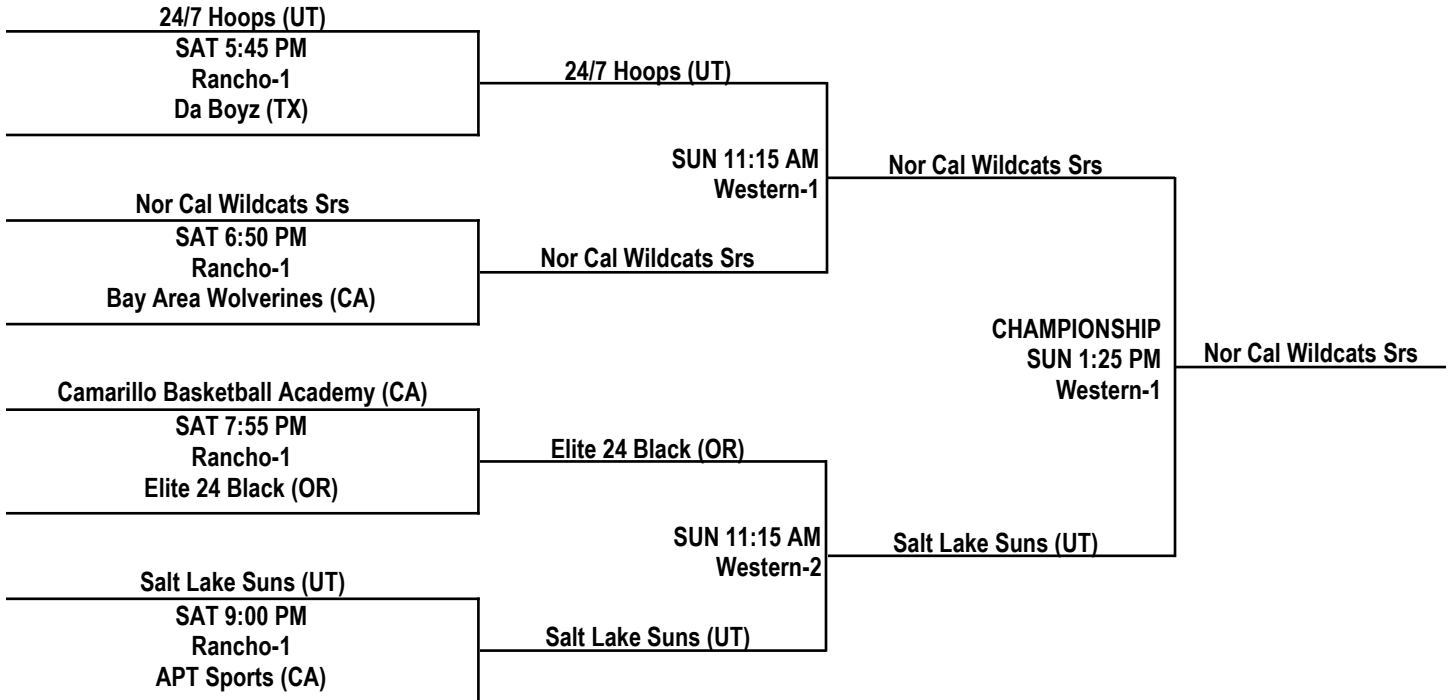 24/7 Hoops (UT)
SAT 5:45 PM
Rancho-1
Da Boyz (TX)
24/7 Hoops (UT)
SUN 11:15 AM
Western-1
Nor Cal Wildcats Srs
Nor Cal Wildcats Srs
SAT 6:50 PM
Rancho-1
Bay Area Wolverines (CA)
Nor Cal Wildcats Srs
CHAMPIONSHIP
SUN 1:25 PM
Western-1
Nor Cal Wildcats Srs
Camarillo Basketball Academy (CA)
SAT 7:55 PM
Rancho-1
Elite 24 Black (OR)
Elite 24 Black (OR)
SUN 11:15 AM
Western-2
Salt Lake Suns (UT)
Salt Lake Suns (UT)
SAT 9:00 PM
Rancho-1
APT Sports (CA)
Salt Lake Suns (UT)